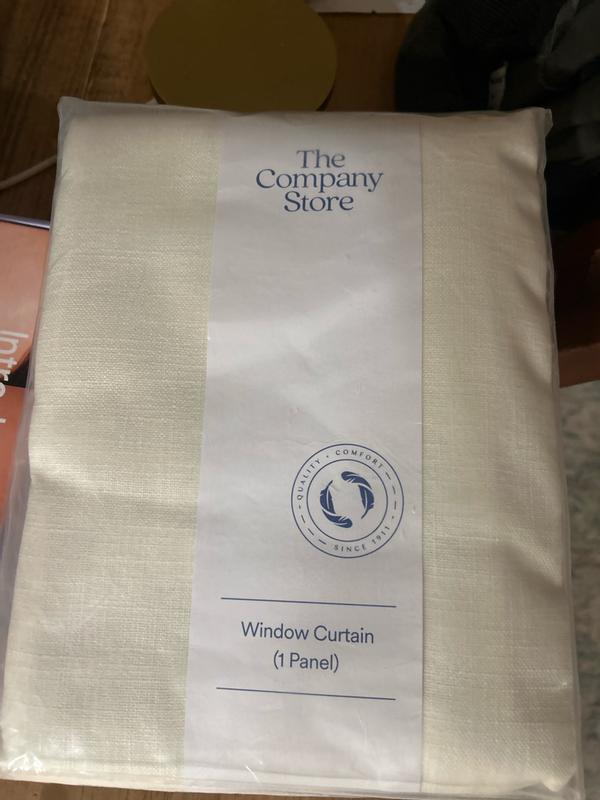 The
Company
Store
QUALITY • COMFORT
SINCE 1911
Window Curtain
(1 Panel)